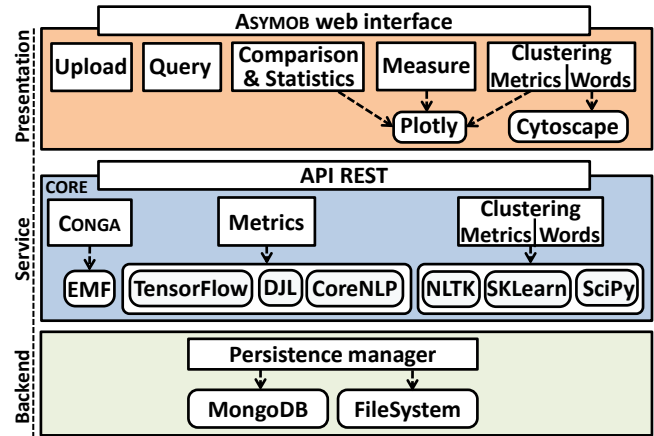 ASYMOB web interface
Presentation
Upload
Query
Comparison
& Statistics
Measure
Clustering
Metrics Words
Plotly
Cytoscape
API REST
Service
CORE
CONGA
Metrics
Clustering
Metrics Words
EMF
TensorFlow
DJL
CoreNLP
NLTK
SKLearn
SciPy
Backend
Persistence manager
MongoDB
FileSystem